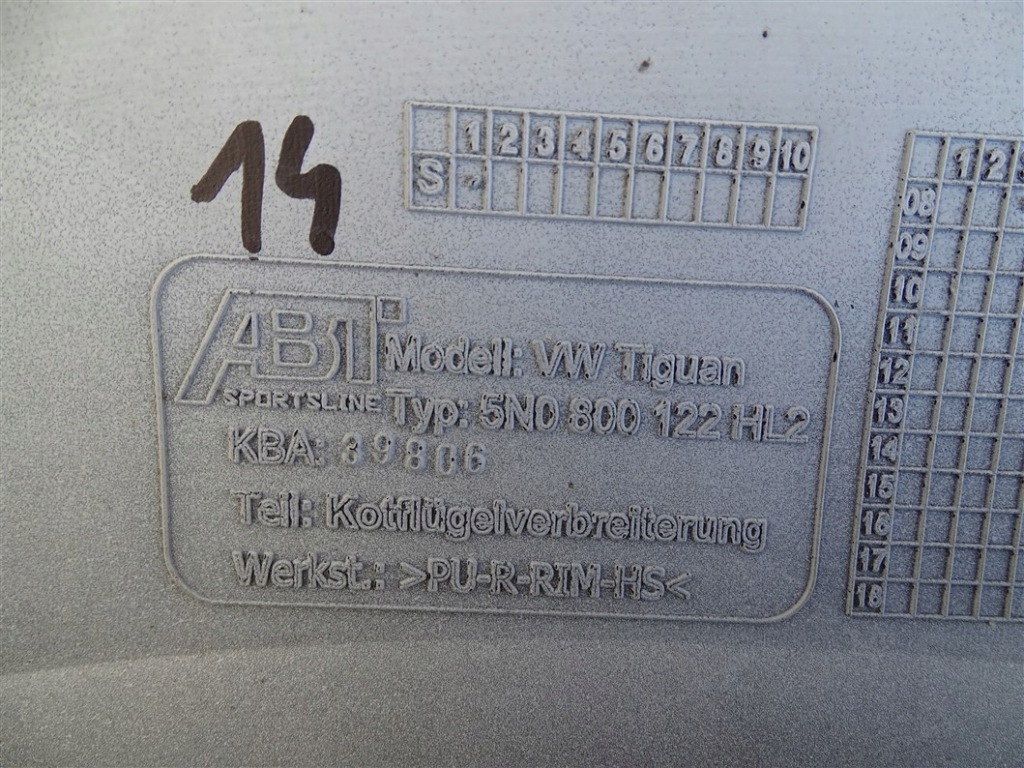 14
1 2 3 4 5 6 7 8 9 10
S
1 2
08
09
10
11
12
13
14
15
16
17
18
ABT
SPORTSLINE
Modell: VW Tiguan
Typ: 5N0 800 122 HL2
KBA: 39806
Teil: Kotflügelverbreiterung
Werkst.: >PU-R-RIM-HS<